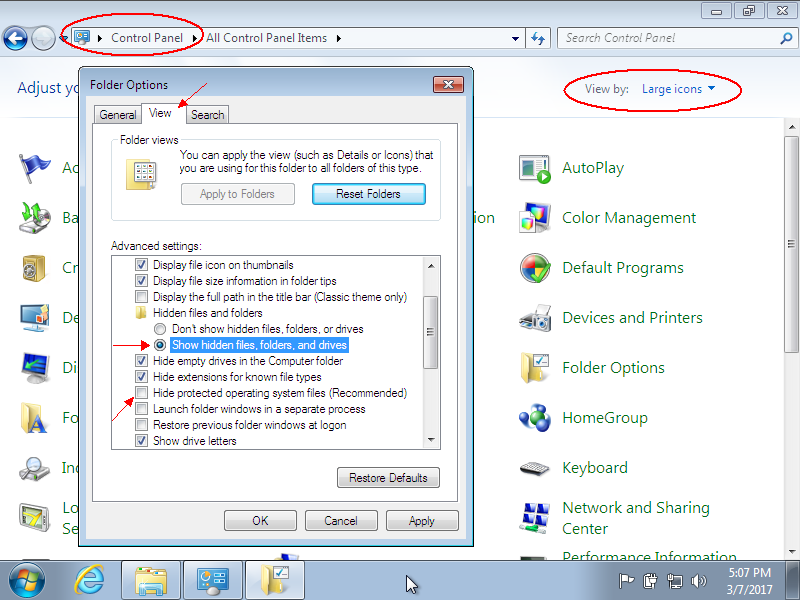 Control Panel
All Control Panel Items
Search Control Panel
Adjust yo
View by: Large icons
Folder Options
General
View
Search
Folder views
You can apply the view (such as Details or Icons) that
you are using for this folder to all folders of this type.
Apply to Folders
Reset Folders
Advanced settings:
Display file icon on thumbnails
Display file size information in folder tips
Display the full path in the title bar (Classic theme only)
Hidden files and folders
Don't show hidden files, folders, or drives
Show hidden files, folders, and drives
Hide empty drives in the Computer folder
Hide extensions for known file types
Hide protected operating system files (Recommended)
Launch folder windows in a separate process
Restore previous folder windows at logon
Show drive letters
Restore Defaults
OK
Cancel
Apply
Ac
Ba
Cr
De
Di
Fo
In
Lo
Se
ion
AutoPlay
Color Management
Default Programs
Devices and Printers
Folder Options
HomeGroup
Keyboard
Network and Sharing
Center
Performance Information
5:07 PM
3/7/2017